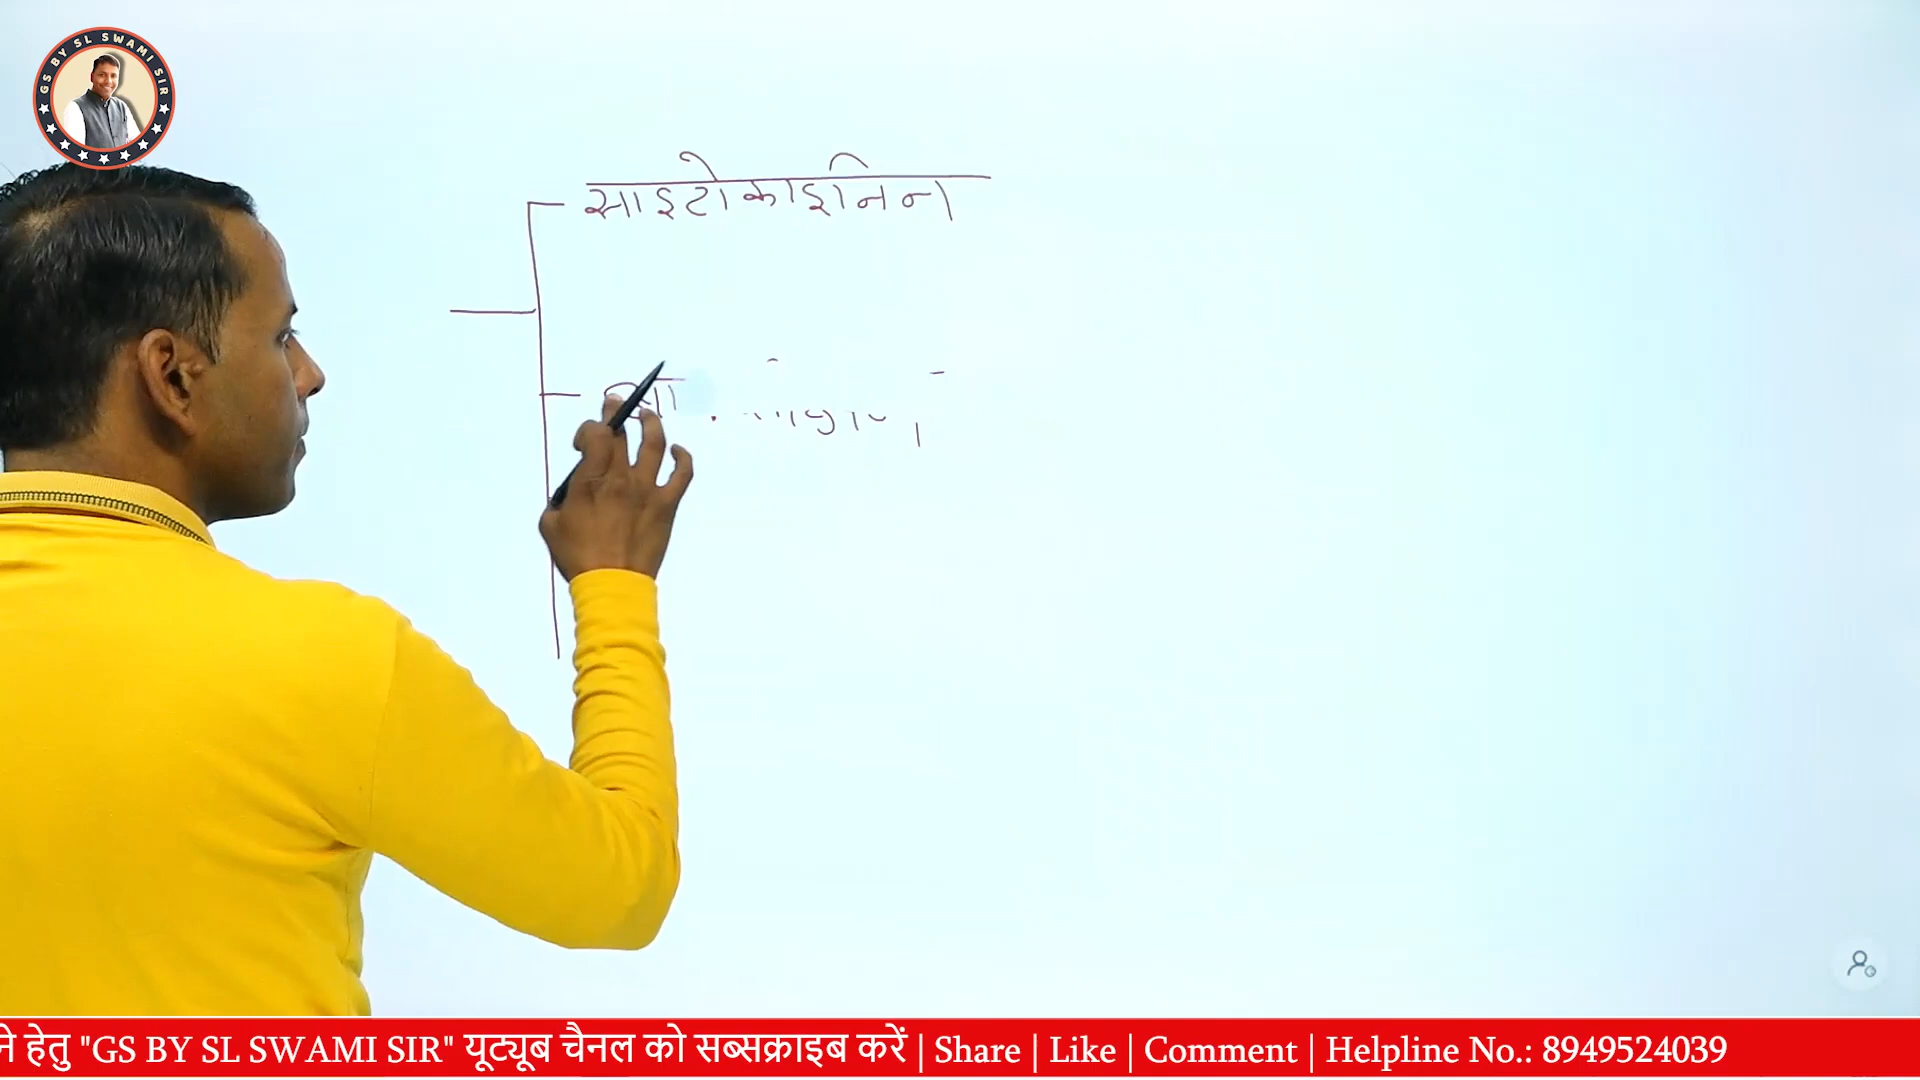 GS BY SL SWAMI SIR
साइटोकाइनिन
ने हेतु "GS BY SL SWAMI SIR" यूट्यूब चैनल को सब्सक्राइब करें | Share | Like | Comment | Helpline No.: 8949524039